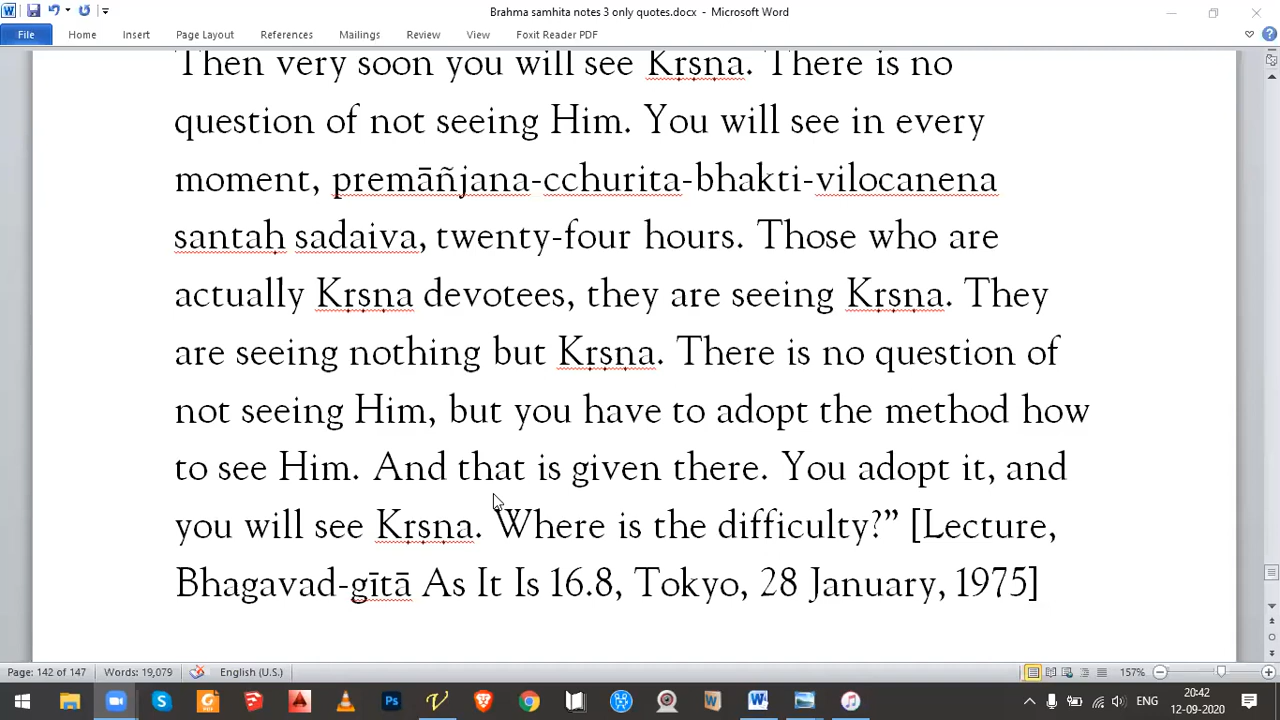 Brahma samhita notes 3 only quotes.docx - Microsoft Word
File Home Insert Page Layout References Mailings Review View Foxit Reader PDF
Then very soon you will see Kṛṣṇa. There is no
question of not seeing Him. You will see in every
moment, premāñjana-cchurita-bhakti-vilocanena
santaḥ sadaiva, twenty-four hours. Those who are
actually Kṛṣṇa devotees, they are seeing Kṛṣṇa. They
are seeing nothing but Kṛṣṇa. There is no question of
not seeing Him, but you have to adopt the method how
to see Him. And that is given there. You adopt it, and
you will see Kṛṣṇa. Where is the difficulty?” [Lecture,
Bhagavad-gītā As It Is 16.8, Tokyo, 28 January, 1975]
Page: 142 of 147 Words: 19,079 English (U.S.) 157%
ENG 20:42
12-09-2020